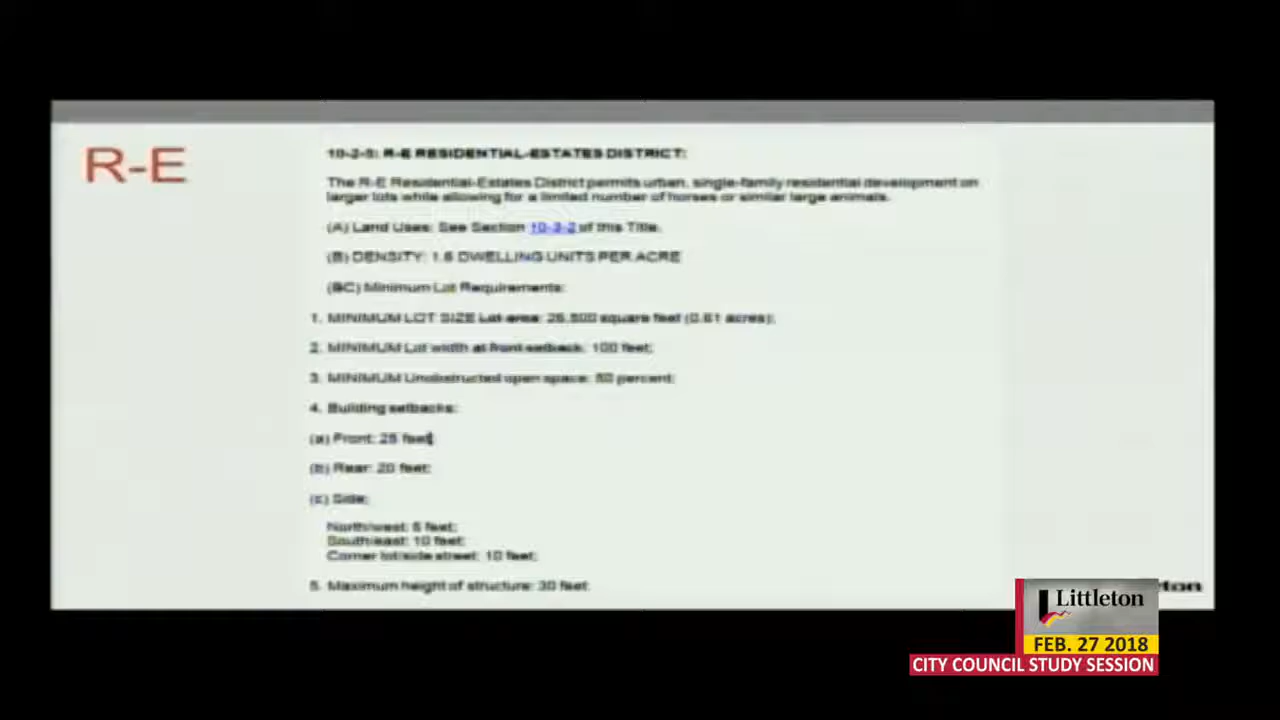 R-E
10-2-5: R-E RESIDENTIAL-ESTATES DISTRICT:
The R-E Residential-Estates District permits urban, single-family residential development on
larger lots while allowing for a limited number of horses or similar large animals.
(A) Land Uses: See Section 10-3-2 of this Title.
(B) DENSITY: 1.6 DWELLING UNITS PER ACRE
(BC) Minimum Lot Requirements:
1. MINIMUM LOT SIZE Lot area: square feet (0.61 acres);
2. MINIMUM Lot width at front setback: 100 feet;
3. MINIMUM Unobstructed open space: percent;
4. Building setbacks:
(a) Front: 25 feet;
(b) Rear: 20 feet;
(c) Side:
North/west: 5 feet;
South/east: 10 feet;
Corner lot/side street: 10 feet;
5. Maximum height of structure: 30 feet
Littleton
FEB. 27 2018
CITY COUNCIL STUDY SESSION